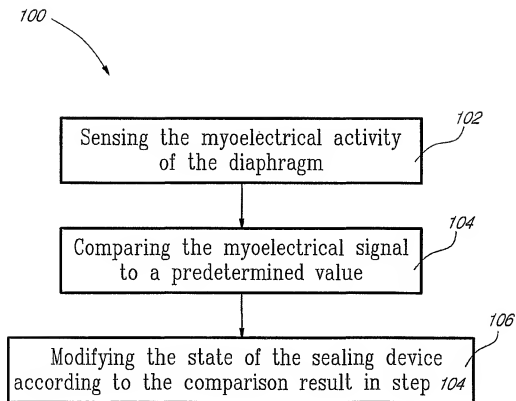 100
Sensing the myoelectrical activity
of the diaphragm
102
Comparing the myoelectrical signal
to a predetermined value
104
Modifying the state of the sealing device
according to the comparison result in step 104
106